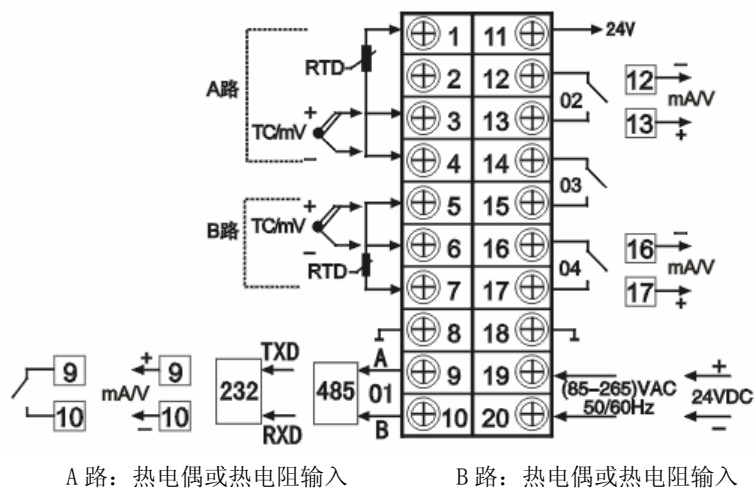 1 11 24V
RTD
2 12 12 −
A路 02 mA/V
+ 3 13 13 +
TC/mV
− 4 14
03
+ 5 15
B路 TC/mV
− 6 16 16 −
RTD 04 mA/V
7 17 17 +
8 18
TXD A
9 + 9 232 485 01 9 19 (85–265)VAC +
mA/V 50/60Hz 24VDC
10 − 10 RXD B 10 20 −
A路：热电偶或热电阻输入 B路：热电偶或热电阻输入